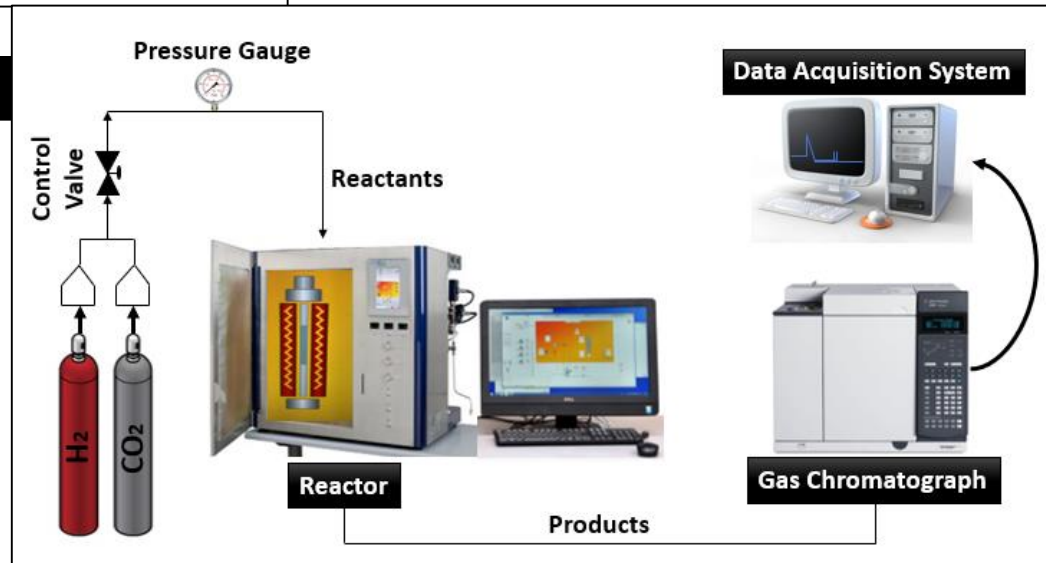 Pressure Gauge
Data Acquisition System
Control
Valve
Reactants
H₂
CO₂
Reactor
Gas Chromatograph
Products